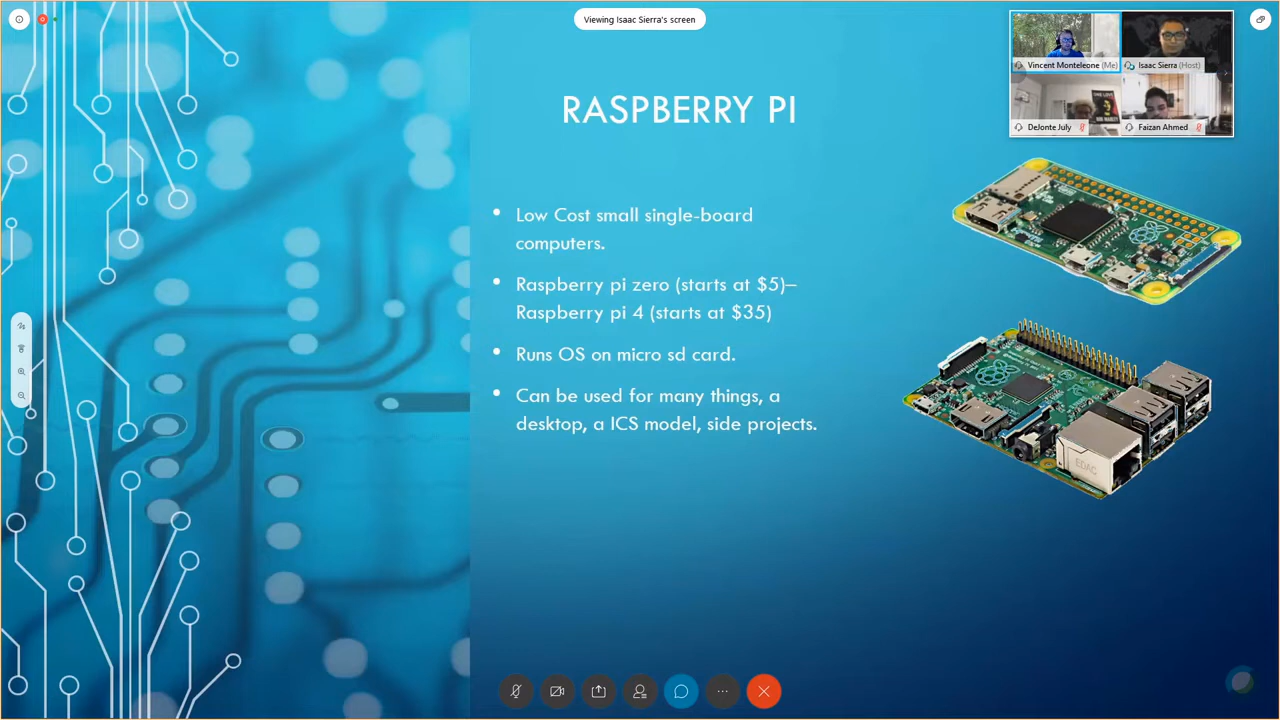 Viewing Isaac Sierra's screen
Vincent Monteleone (Me)
Isaac Sierra (Host)
DeJonte July
Faizan Ahmed
RASPBERRY PI
• Low Cost small single-board
computers.
• Raspberry pi zero (starts at $5)–
Raspberry pi 4 (starts at $35)
• Runs OS on micro sd card.
• Can be used for many things, a
desktop, a ICS model, side projects.
EDAC